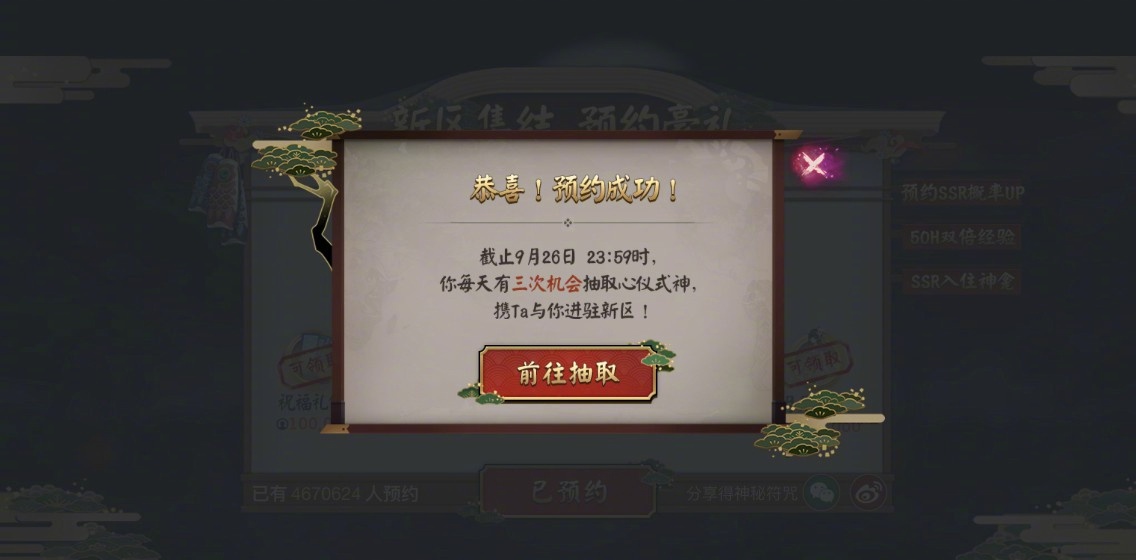 新区集结 预约豪礼
恭喜！预约成功！
预约SSR概率UP
截止9月26日 23:59时，
50H双倍经验
你每天有三次机会抽取心仪式神，
SSR入住神龛
携Ta与你进驻新区！
可领取
前往抽取
祝福礼
已有 4670624 人预约
已预约
分享得神秘符咒